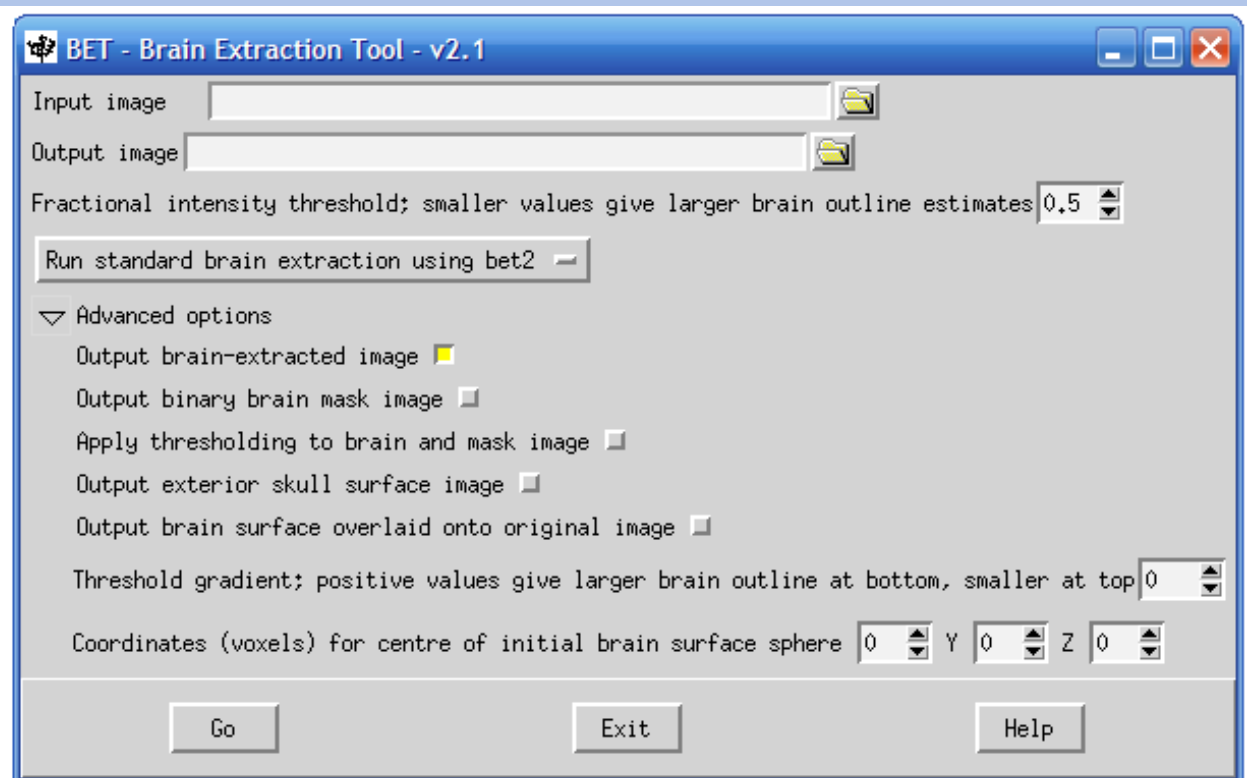 BET - Brain Extraction Tool - v2.1
Input image
Output image
Fractional intensity threshold; smaller values give larger brain outline estimates 0.5
Run standard brain extraction using bet2
Advanced options
Output brain-extracted image
Output binary brain mask image
Apply thresholding to brain and mask image
Output exterior skull surface image
Output brain surface overlaid onto original image
Threshold gradient; positive values give larger brain outline at bottom, smaller at top 0
Coordinates (voxels) for centre of initial brain surface sphere 0 Y 0 Z 0
Go Exit Help